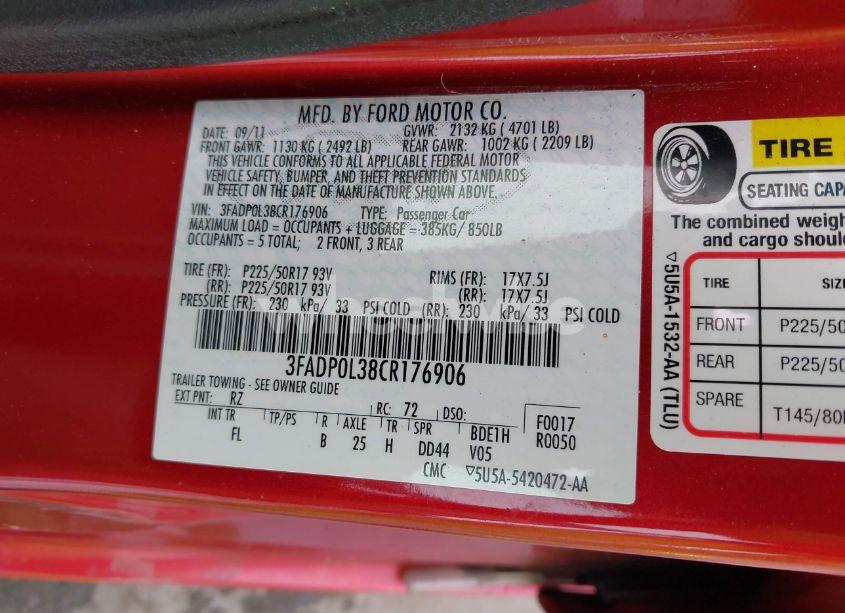 MFD. BY FORD MOTOR CO.
DATE: 09/11 GVWR: 2132 KG ( 4701 LB)
FRONT GAWR: 1130 KG ( 2492 LB) REAR GAWR: 1002 KG ( 2209 LB)
THIS VEHICLE CONFORMS TO ALL APPLICABLE FEDERAL MOTOR
VEHICLE SAFETY, BUMPER, AND THEFT PREVENTION STANDARDS
IN EFFECT ON THE DATE OF MANUFACTURE SHOWN ABOVE.
VIN: 3FADP0L38CR176906 TYPE: Passenger Car
MAXIMUM LOAD = OCCUPANTS + LUGGAGE = 385KG/ 850LB
OCCUPANTS = 5 TOTAL; 2 FRONT, 3 REAR
TIRE (FR): P225/50R17 93V RIMS (FR): 17X7.5J
(RR): P225/50R17 93V (RR): 17X7.5J
PRESSURE (FR): 230 kPa/ 33 PSI COLD (RR): 230 kPa/ 33 PSI COLD
3FADP0L38CR176906
TRAILER TOWING - SEE OWNER GUIDE
EXT PNT: RZ RC: 72 DSO: F0017
INT TR TP/PS R AXLE TR SPR BDE1H R0050
FL B 25 H DD44 V05
CMC ▽5U5A-5420472-AA
TIRE
SEATING CAPA
The combined weigh
and cargo shoul
▽5U5A-1532-AA (TLU)
TIRE SIZ
FRONT P225/50
REAR P225/50
SPARE T145/80